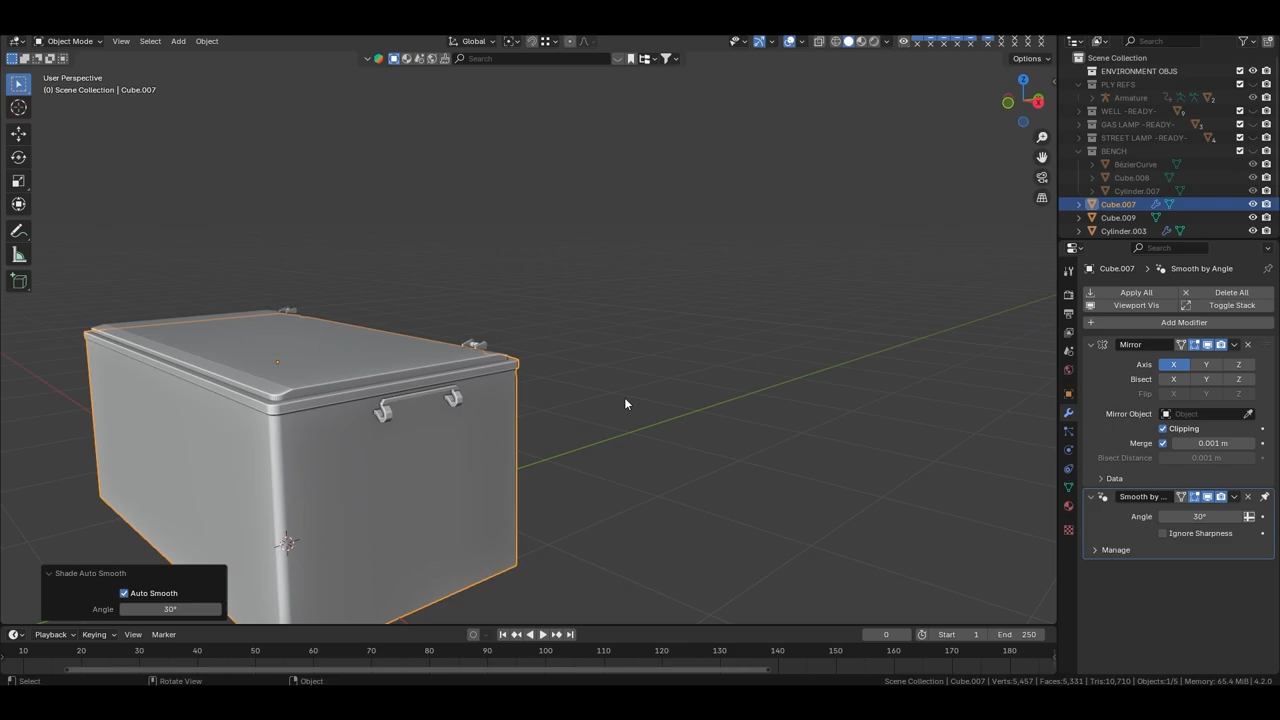 Object Mode View Select Add Object Global Search
Search Options
User Perspective
(0) Scene Collection | Cube.007
Z
X
Scene Collection
ENVIRONMENT OBJS
PLY REFS
Armature 2
WELL -READY- 9
GAS LAMP -READY- 3
STREET LAMP -READY- 4
BENCH
BézierCurve
Cube.008
Cylinder.007
Cube.007
Cube.009
Cylinder.003
Search
Cube.007 Smooth by Angle
Apply All Delete All
Viewport Vis Toggle Stack
Add Modifier
Mirror
Axis X Y Z
Bisect X Y Z
Flip X Y Z
Mirror Object Object
Clipping
Merge 0.001 m
Bisect Distance 0.001 m
Data
Smooth by ...
Angle 30°
Ignore Sharpness
Manage
Shade Auto Smooth
Auto Smooth
Angle 30°
Playback Keying View Marker 0 Start 1 End 250
10 20 30 40 50 60 70 80 90 100 110 120 130 140 150 160 170 180
Select Rotate View Object Scene Collection | Cube.007 | Verts:5,457 | Faces:5,331 | Tris:10,710 | Objects:1/5 | Memory: 65.4 MiB | 4.2.0